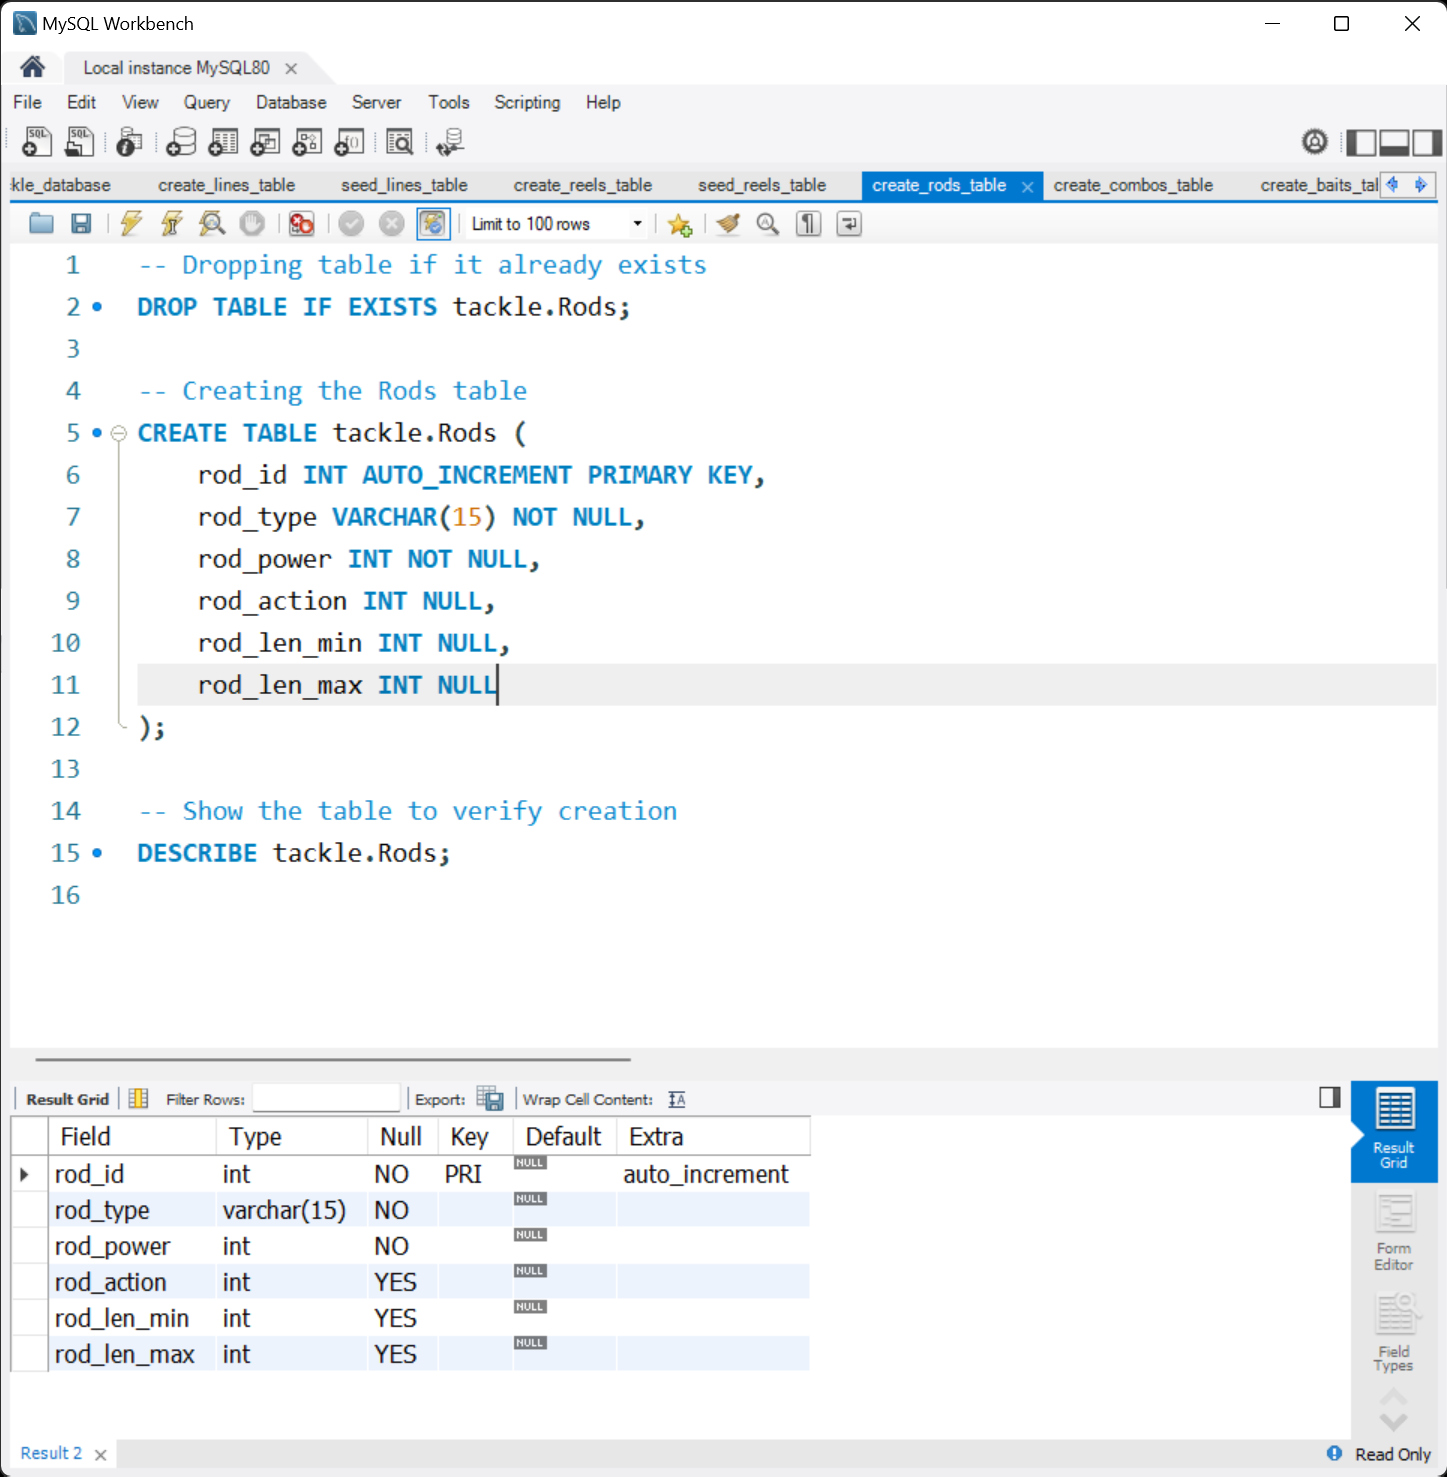 MySQL Workbench
Local instance MySQL80
File Edit View Query Database Server Tools Scripting Help
SQL SQL
kle_database create_lines_table seed_lines_table create_reels_table seed_reels_table create_rods_table create_combos_table create_baits_tal
Limit to 100 rows
1 -- Dropping table if it already exists
2 DROP TABLE IF EXISTS tackle.Rods;
3
4 -- Creating the Rods table
5 CREATE TABLE tackle.Rods (
6 rod_id INT AUTO_INCREMENT PRIMARY KEY,
7 rod_type VARCHAR(15) NOT NULL,
8 rod_power INT NOT NULL,
9 rod_action INT NULL,
10 rod_len_min INT NULL,
11 rod_len_max INT NULL
12 );
13
14 -- Show the table to verify creation
15 DESCRIBE tackle.Rods;
16
Result Grid Filter Rows: Export: Wrap Cell Content:
Field Type Null Key Default Extra
rod_id int NO PRI NULL auto_increment
rod_type varchar(15) NO NULL
rod_power int NO NULL
rod_action int YES NULL
rod_len_min int YES NULL
rod_len_max int YES NULL
Result
Grid
Form
Editor
Field
Types
Result 2
Read Only